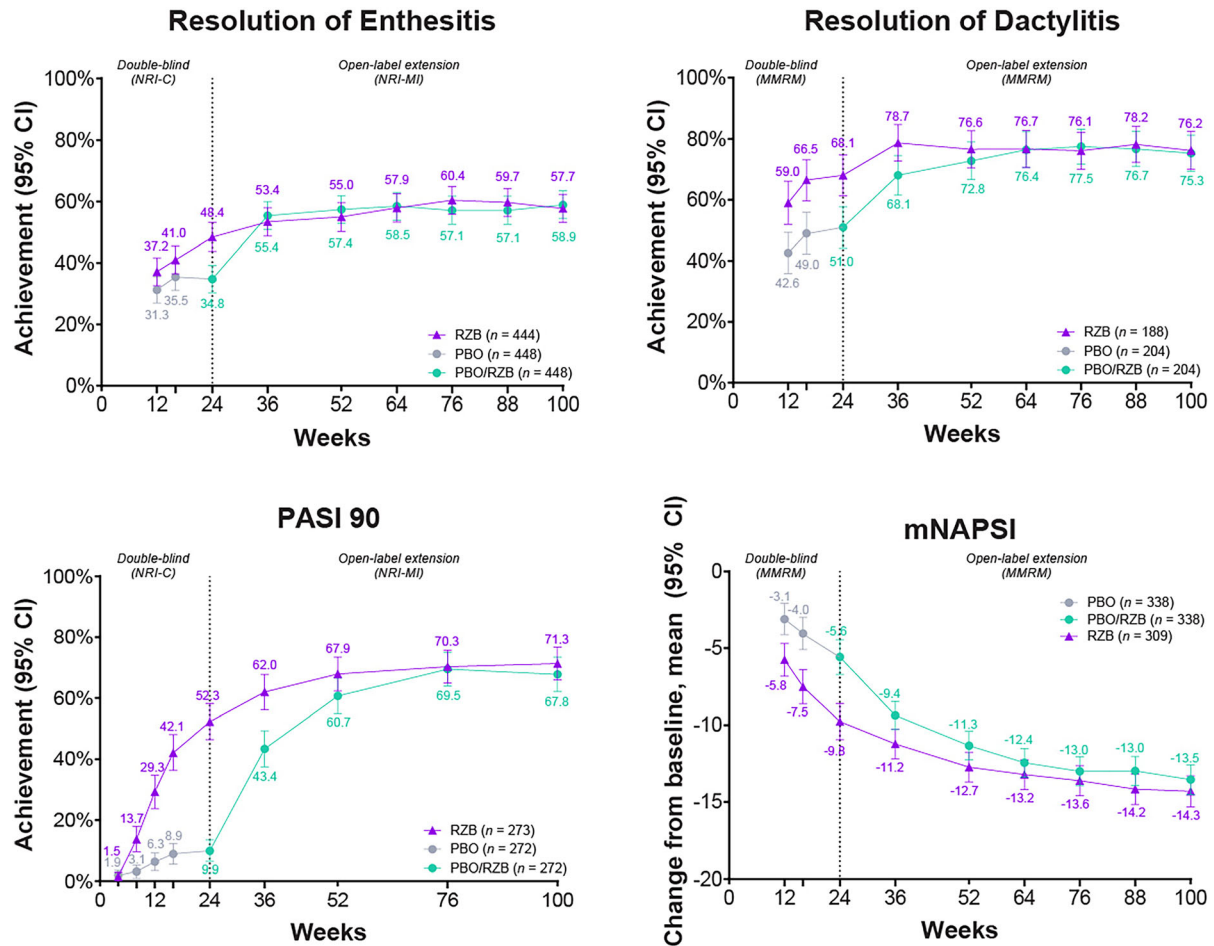 Resolution of Enthesitis
Double-blind
(NRI-C)
Open-label extension
(NRI-MI)
Achievement (95% CI)
100%
80%
60%
40%
20%
0%
37.2
41.0
48.4
53.4
55.0
57.9
60.4
59.7
57.7
31.3
35.5
34.8
55.4
57.4
58.5
57.1
57.1
58.9
RZB (n = 444)
PBO (n = 448)
PBO/RZB (n = 448)
0 12 24 36 52 64 76 88 100
Weeks
Resolution of Dactylitis
Double-blind
(MMRM)
Open-label extension
(MMRM)
Achievement (95% CI)
100%
80%
60%
40%
20%
0%
59.0
66.5
68.1
78.7
76.6
76.7
76.1
78.2
76.2
42.6
49.0
51.0
68.1
72.8
76.4
77.5
76.7
75.3
RZB (n = 188)
PBO (n = 204)
PBO/RZB (n = 204)
0 12 24 36 52 64 76 88 100
Weeks
PASI 90
Double-blind
(NRI-C)
Open-label extension
(NRI-MI)
Achievement (95% CI)
100%
80%
60%
40%
20%
0%
1.5
13.7
29.3
42.1
52.3
62.0
67.9
70.3
71.3
1.9
3.1
6.3
8.9
9.9
43.4
60.7
69.5
67.8
RZB (n = 273)
PBO (n = 272)
PBO/RZB (n = 272)
0 12 24 36 52 76 100
Weeks
mNAPSI
Double-blind
(MMRM)
Open-label extension
(MMRM)
Change from baseline, mean (95% CI)
0
-5
-10
-15
-20
-3.1
-4.0
-5.6
-9.4
-11.3
-12.4
-13.0
-13.0
-13.5
-5.8
-7.5
-9.8
-11.2
-12.7
-13.2
-13.6
-14.2
-14.3
PBO (n = 338)
PBO/RZB (n = 338)
RZB (n = 309)
0 12 24 36 52 64 76 88 100
Weeks